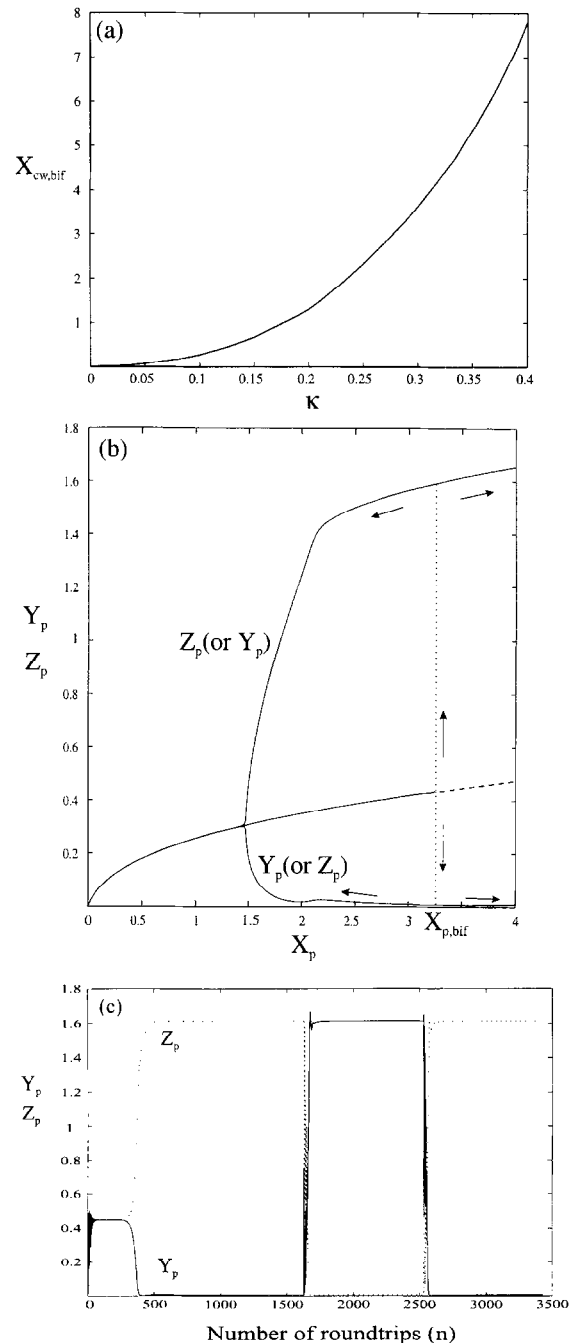 (a)
8
7
6
5
4
3
2
1
X_cw,bif
0 0.05 0.1 0.15 0.2 0.25 0.3 0.35 0.4
κ
(b)
1.8
1.6
1.4
1.2
1
0.8
0.6
0.4
0.2
Y_p
Z_p
Z_p(or Y_p)
Y_p(or Z_p)
0 0.5 1 1.5 2 2.5 3 3.5 4
X_p
X_p,bif
(c)
1.8
1.6
1.4
1.2
1
0.8
0.6
0.4
0.2
Y_p
Z_p
Z_p
Y_p
0 500 1000 1500 2000 2500 3000 3500
Number of roundtrips (n)